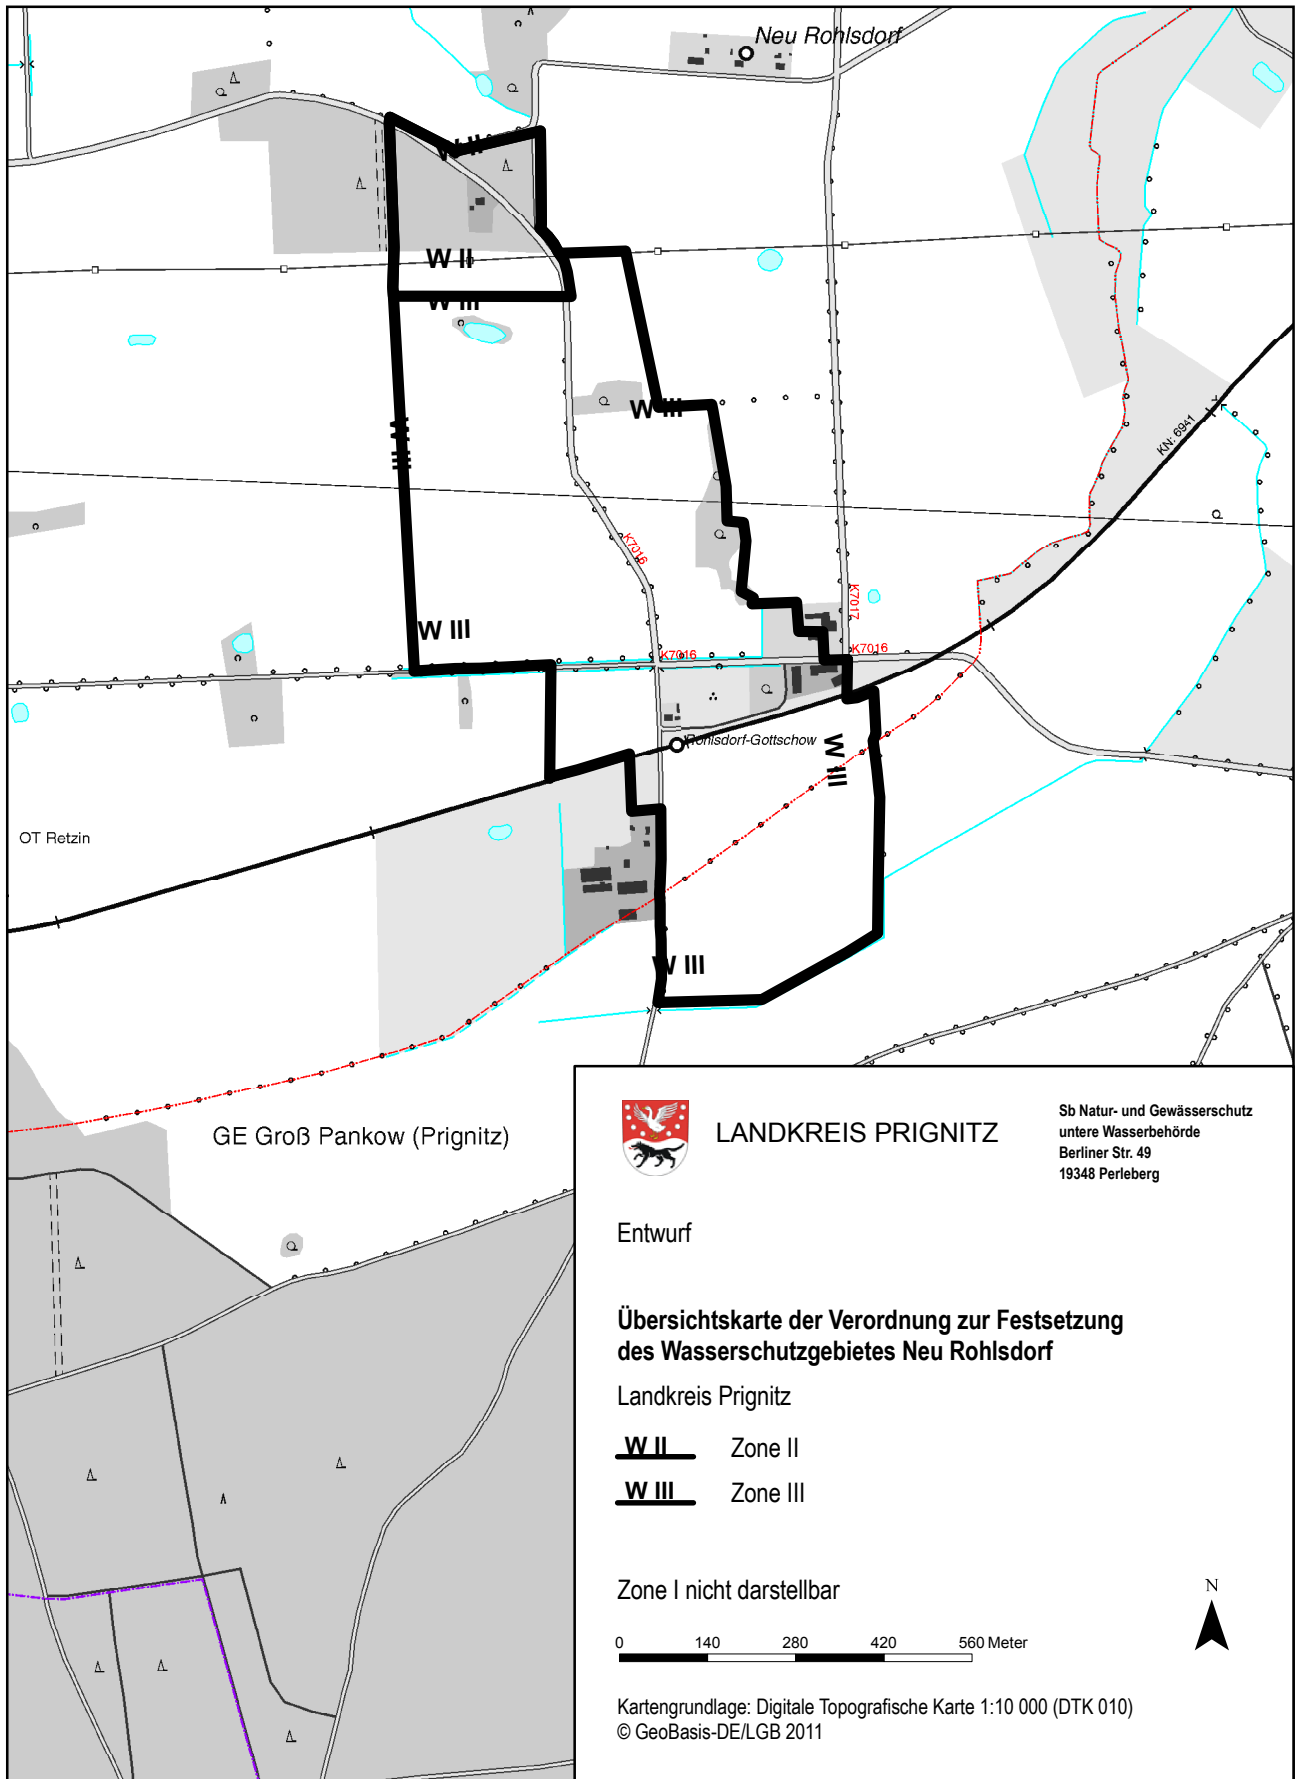 Neu Rohlsdorf
W II
W II
W III
W III
W III
KN: 6941
K7016
K7017
W III
K7016
K7016
Rohlsdorf-Gottschow
W III
OT Retzin
W III
GE Groß Pankow (Prignitz)
LANDKREIS PRIGNITZ
Sb Natur- und Gewässerschutz
untere Wasserbehörde
Berliner Str. 49
19348 Perleberg
Entwurf
Übersichtskarte der Verordnung zur Festsetzung
des Wasserschutzgebietes Neu Rohlsdorf
Landkreis Prignitz
W II Zone II
W III Zone III
Zone I nicht darstellbar
N
0 140 280 420 560 Meter
Kartengrundlage: Digitale Topografische Karte 1:10 000 (DTK 010)
© GeoBasis-DE/LGB 2011